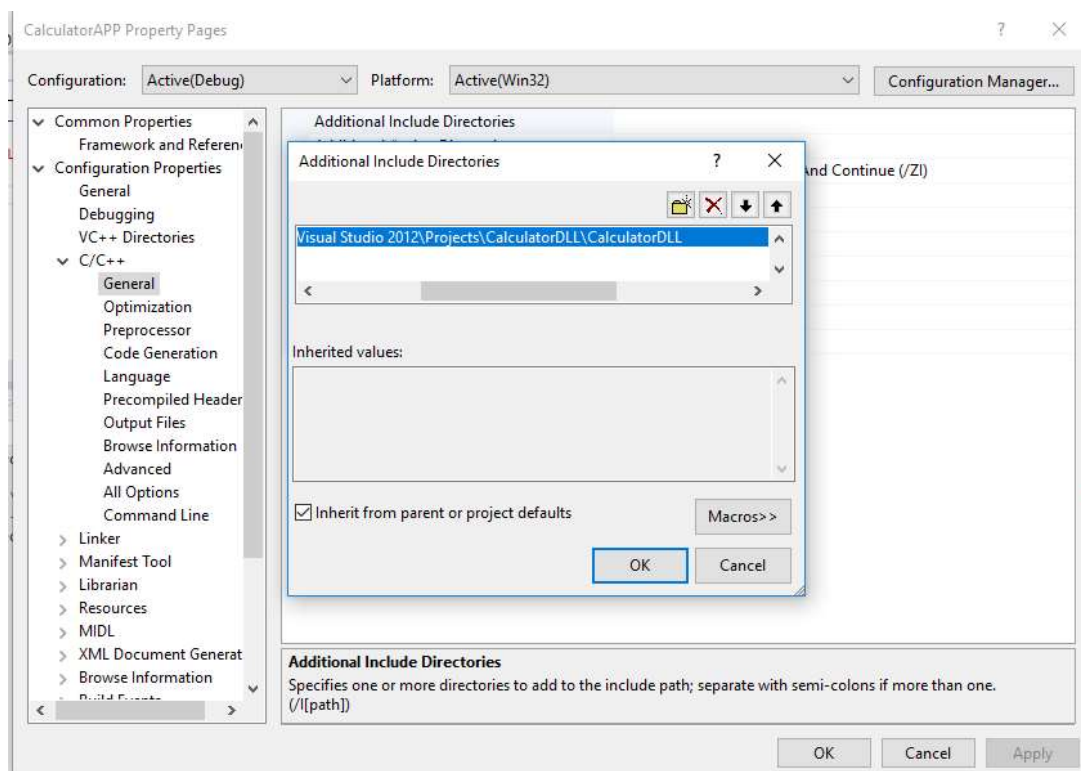 CalculatorAPP Property Pages
Configuration: Active(Debug) Platform: Active(Win32) Configuration Manager...
Common Properties
Framework and Referen
Configuration Properties
General
Debugging
VC++ Directories
C/C++
General
Optimization
Preprocessor
Code Generation
Language
Precompiled Header
Output Files
Browse Information
Advanced
All Options
Command Line
Linker
Manifest Tool
Librarian
Resources
MIDL
XML Document Generat
Browse Information
Additional Include Directories
And Continue (/ZI)
Additional Include Directories
Visual Studio 2012\Projects\CalculatorDLL\CalculatorDLL
Inherited values:
Inherit from parent or project defaults
Macros>>
OK Cancel
Additional Include Directories
Specifies one or more directories to add to the include path; separate with semi-colons if more than one.
(/I[path])
OK Cancel Apply